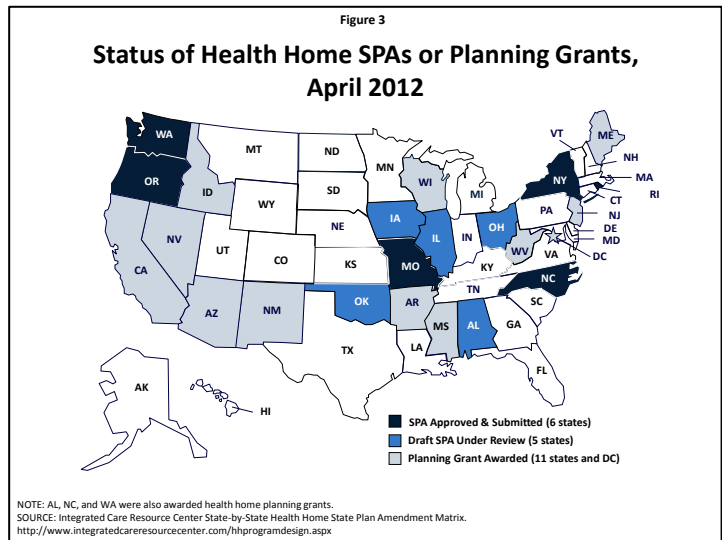 Figure 3
Status of Health Home SPAs or Planning Grants,
April 2012
WA
OR
CA
NV
ID
MT
WY
UT
AZ
CO
NM
ND
SD
NE
KS
OK
TX
MN
IA
MO
AR
LA
WI
IL
MI
IN
OH
KY
TN
MS
AL
GA
FL
SC
NC
VA
WV
PA
NY
VT
ME
NH
MA
RI
CT
NJ
DE
MD
DC
AK
HI
SPA Approved & Submitted (6 states)
Draft SPA Under Review (5 states)
Planning Grant Awarded (11 states and DC)
NOTE: AL, NC, and WA were also awarded health home planning grants.
SOURCE: Integrated Care Resource Center State-by-State Health Home State Plan Amendment Matrix.
http://www.integratedcareresourcecenter.com/hhprogramdesign.aspx